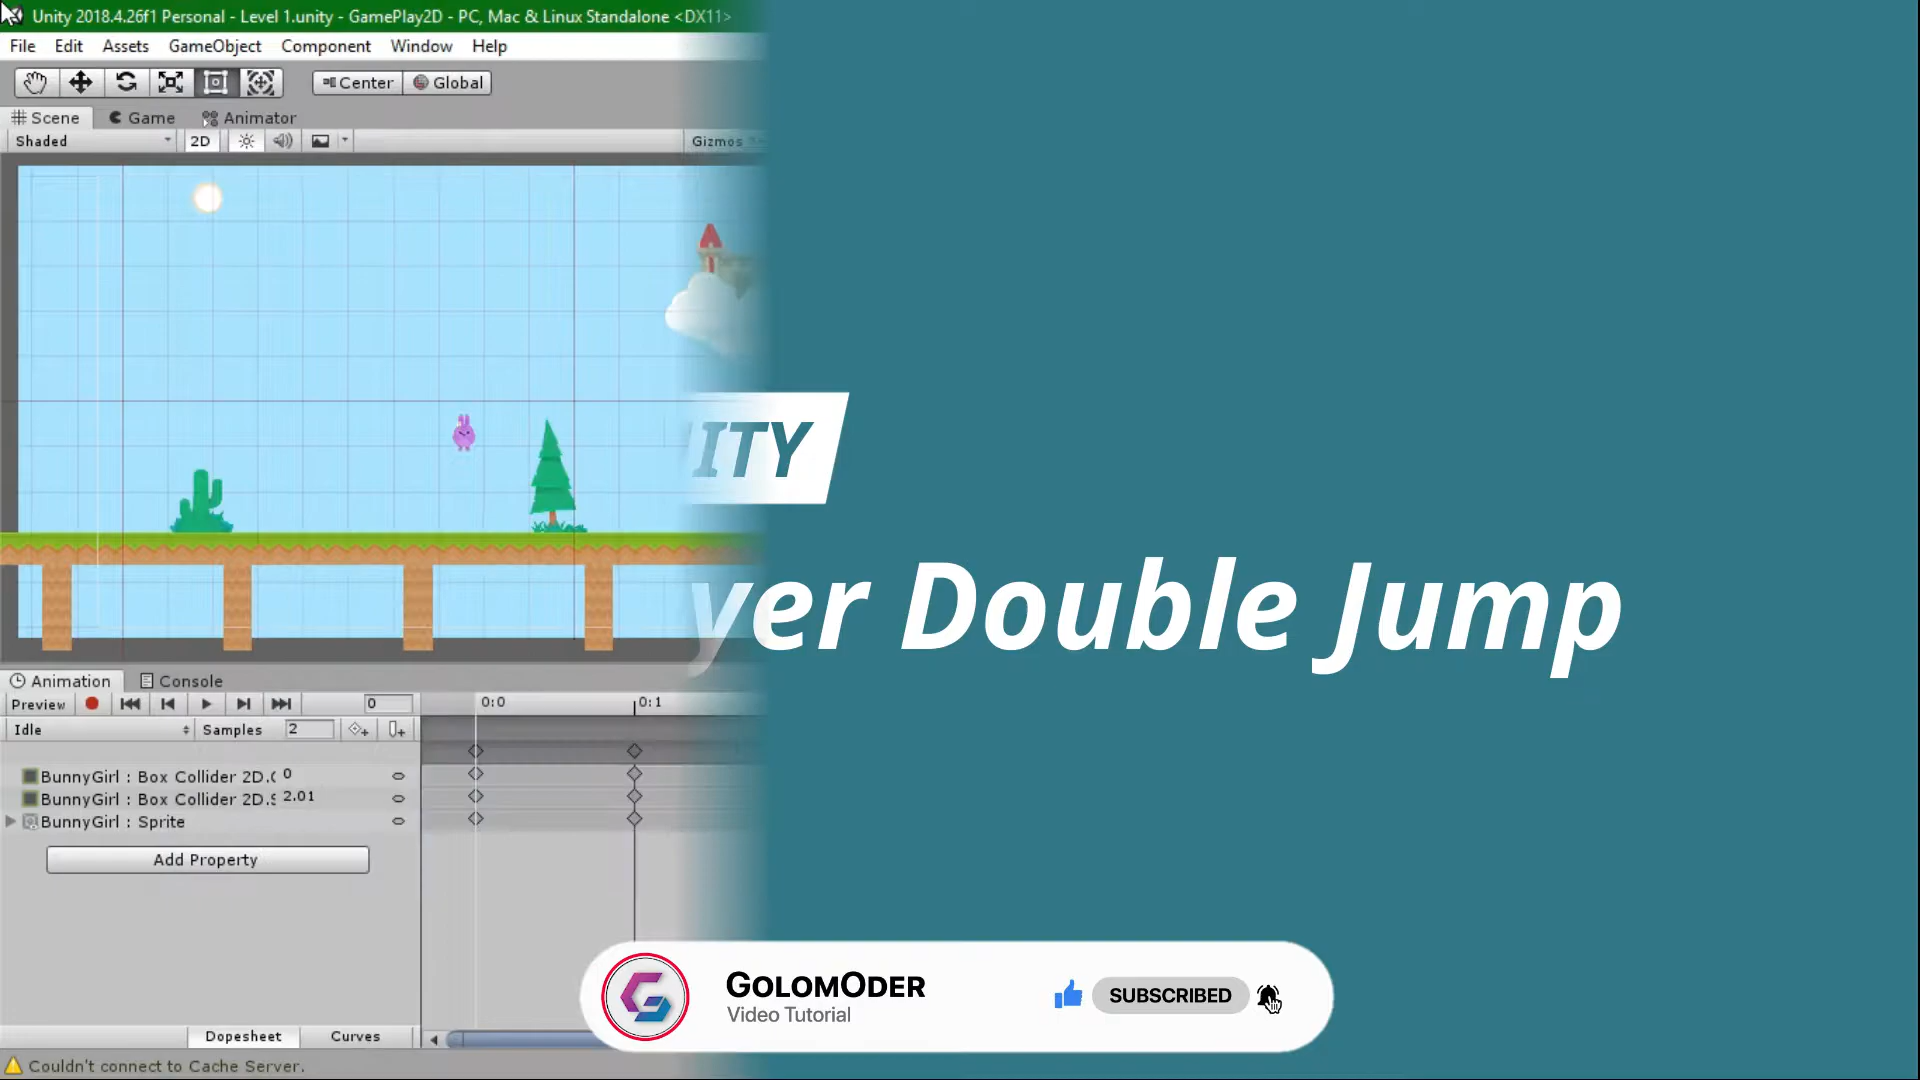 Unity 2018.4.26f1 Personal - Level 1.unity - GamePlay2D - PC, Mac & Linux Standalone <DX11>
File Edit Assets GameObject Component Window Help
Center Global
Scene Game Animator
Shaded 2D Gizmos
ITY
yer Double Jump
Animation Console
Preview 0 0:0 0:1
Idle Samples 2
BunnyGirl : Box Collider 2D. 0
BunnyGirl : Box Collider 2D. 2.01
BunnyGirl : Sprite
Add Property
GOLOMODER
Video Tutorial
SUBSCRIBED
Dopesheet Curves
Couldn't connect to Cache Server.